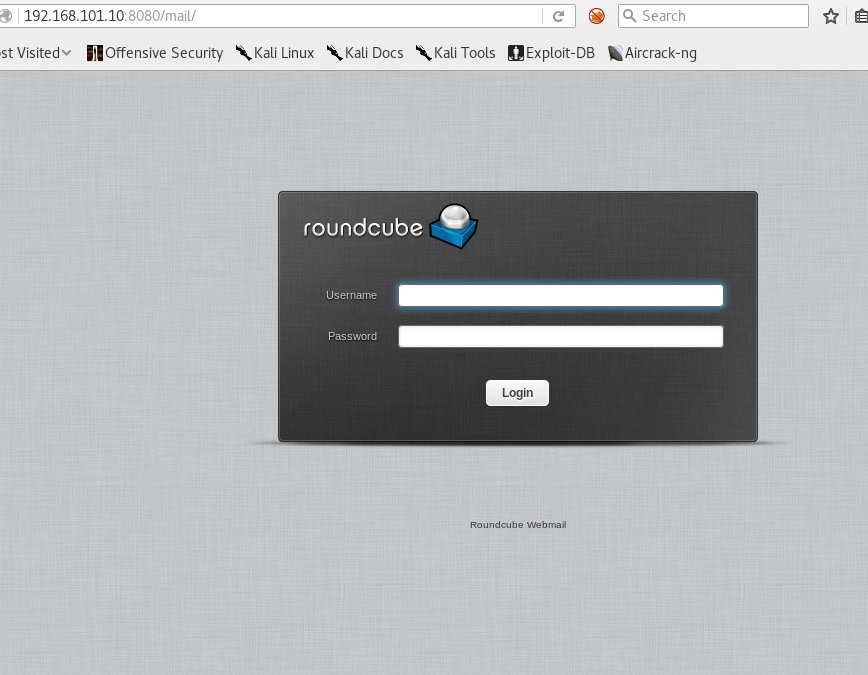 192.168.101.10:8080/mail/
Search
st Visited
Offensive Security
Kali Linux
Kali Docs
Kali Tools
Exploit-DB
Aircrack-ng
roundcube
Username
Password
Login
Roundcube Webmail